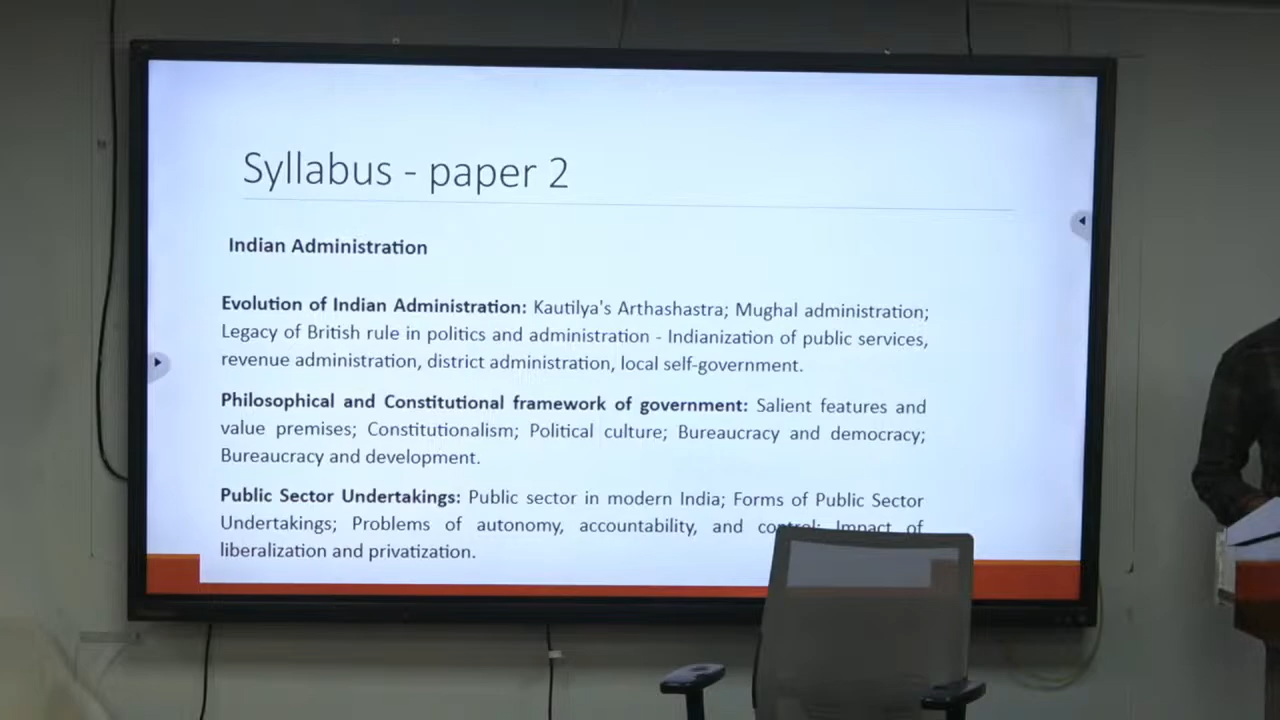 Syllabus - paper 2
Indian Administration
Evolution of Indian Administration: Kautilya's Arthashastra; Mughal administration;
Legacy of British rule in politics and administration - Indianization of public services,
revenue administration, district administration, local self-government.
Philosophical and Constitutional framework of government: Salient features and
value premises; Constitutionalism; Political culture; Bureaucracy and democracy;
Bureaucracy and development.
Public Sector Undertakings: Public sector in modern India; Forms of Public Sector
Undertakings; Problems of autonomy, accountability, and control; Impact of
liberalization and privatization.